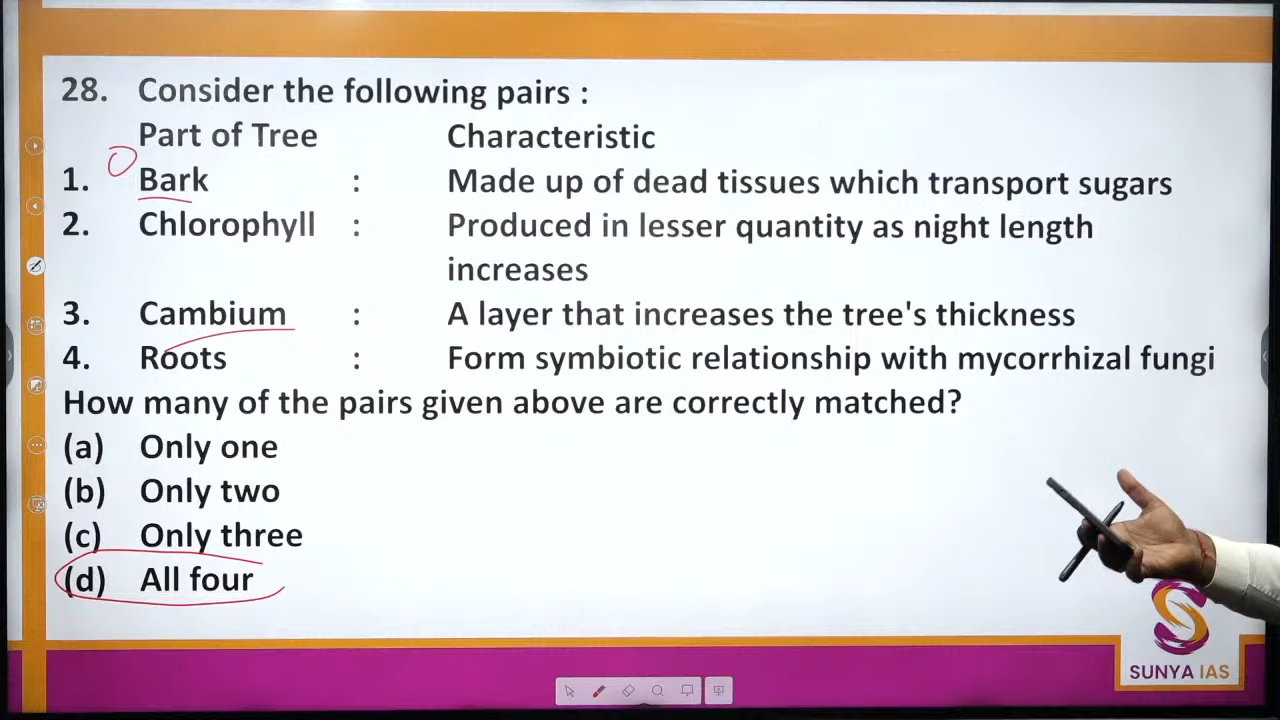 28. Consider the following pairs :
Part of Tree Characteristic
1. Bark : Made up of dead tissues which transport sugars
2. Chlorophyll : Produced in lesser quantity as night length
increases
3. Cambium : A layer that increases the tree's thickness
4. Roots : Form symbiotic relationship with mycorrhizal fungi
How many of the pairs given above are correctly matched?
(a) Only one
(b) Only two
(c) Only three
(d) All four
SUNYA IAS